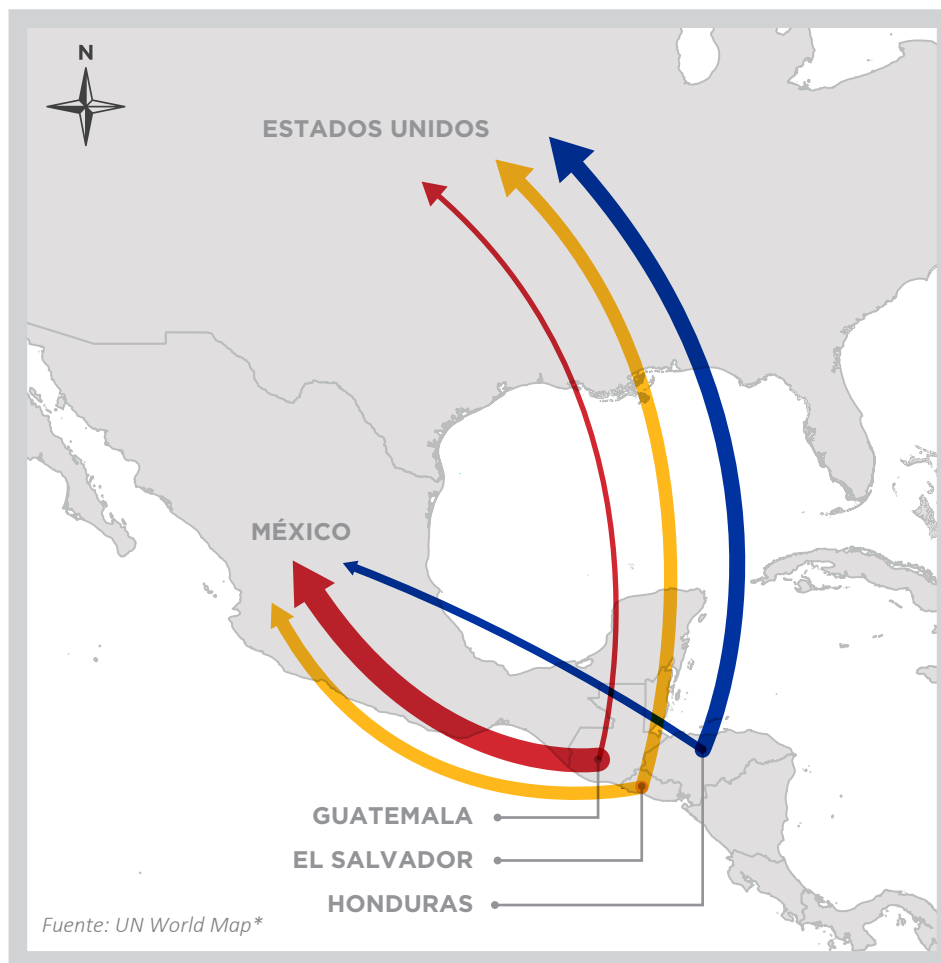 N
ESTADOS UNIDOS
MÉXICO
GUATEMALA
EL SALVADOR
HONDURAS
Fuente: UN World Map*